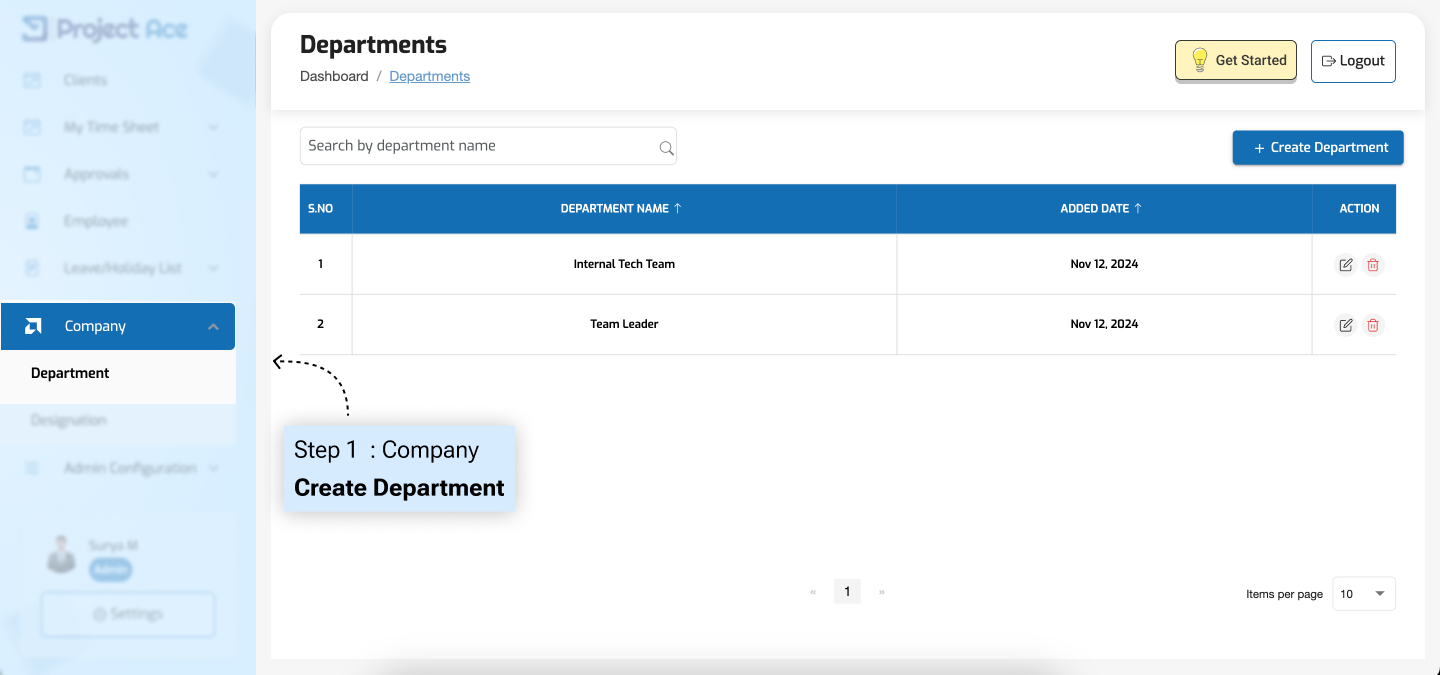 Project Ace
Clients
My Time Sheet
Approvals
Employee
Leave/Holiday List
Company
Department
Designation
Admin Configuration
Surya M
Admin
Settings
Departments
Dashboard / Departments
Get Started
Logout
Search by department name
+ Create Department
S.NO DEPARTMENT NAME ↑ ADDED DATE ↑ ACTION
1 Internal Tech Team Nov 12, 2024
2 Team Leader Nov 12, 2024
Step 1 : Company
Create Department
« 1 »
Items per page 10